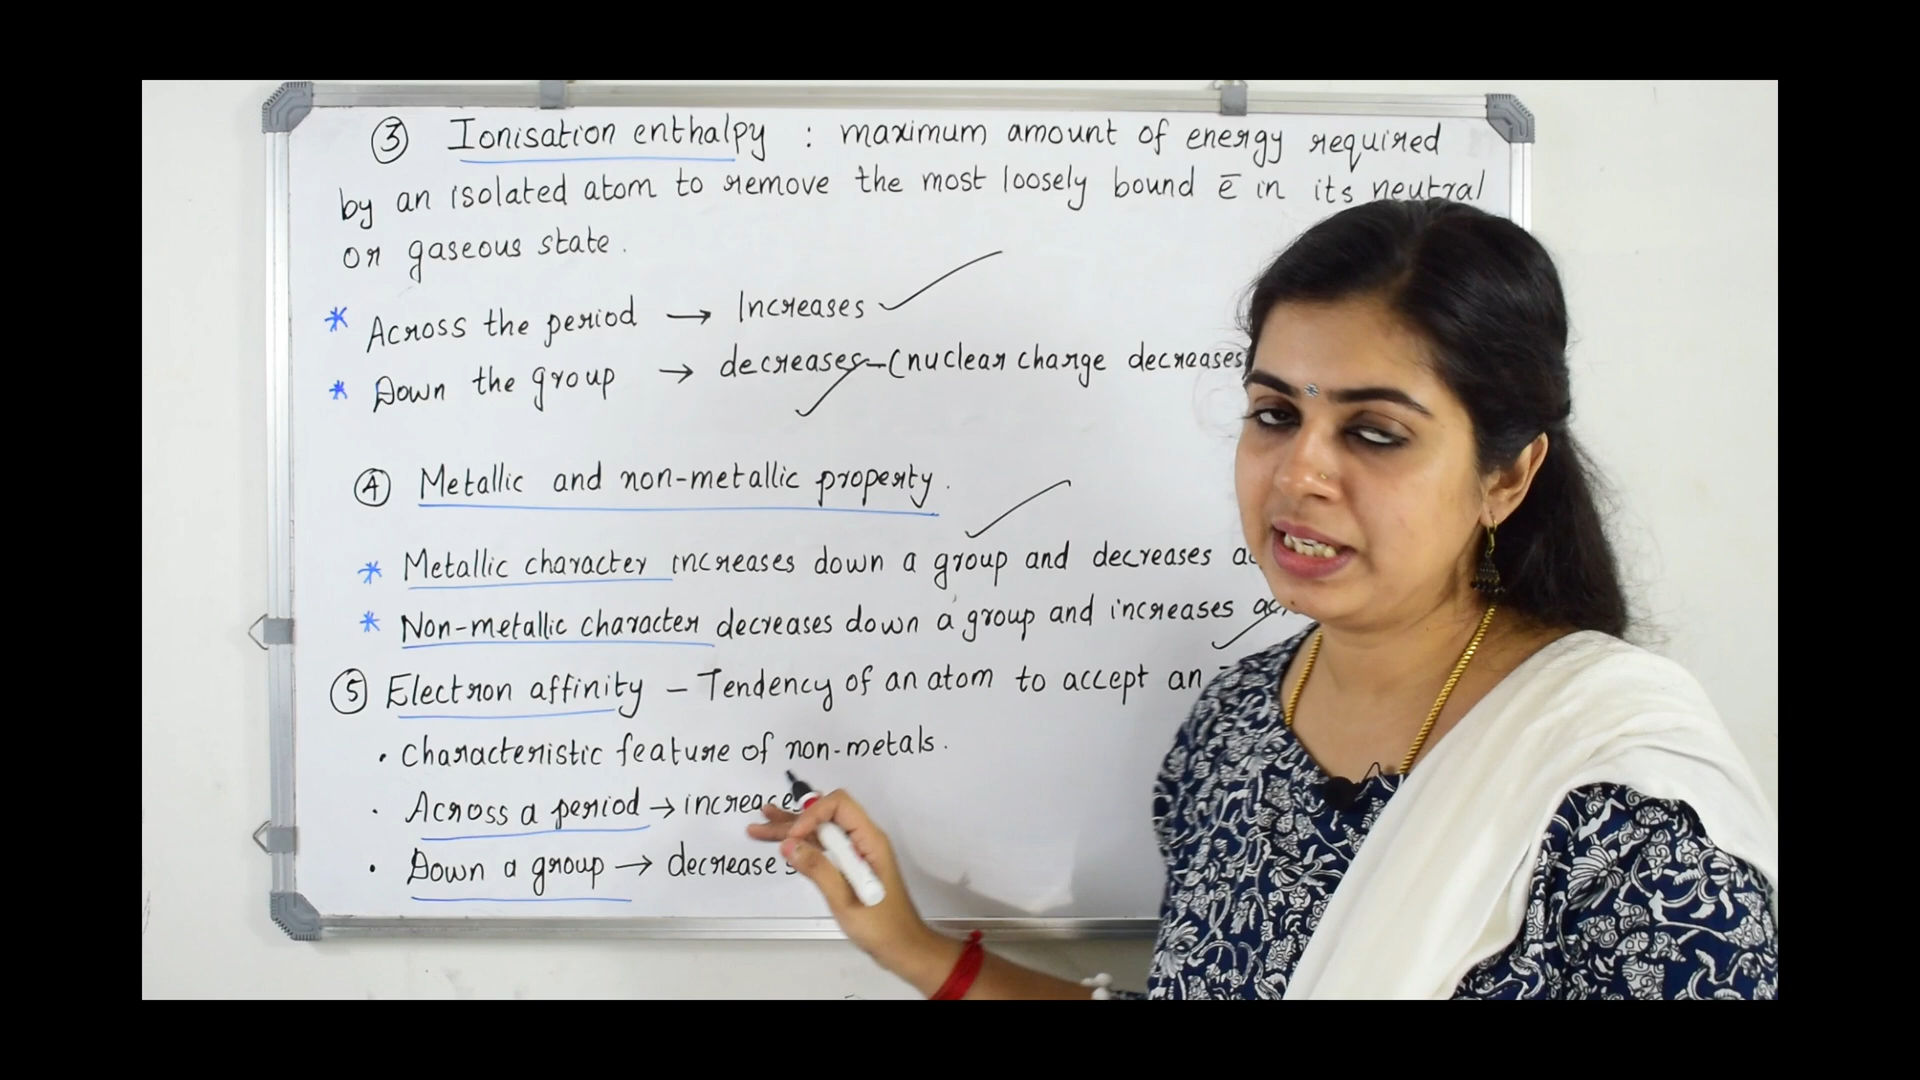 ③ Ionisation enthalpy : maximum amount of energy required
by an isolated atom to remove the most loosely bound e̅ in its neutral
or gaseous state.
* Across the period → Increases ✓
* Down the group → decreases – (nuclear charge decreases
④ Metallic and non-metallic property.
* Metallic character increases down a group and decreases
* Non-metallic character decreases down a group and increases
⑤ Electron affinity – Tendency of an atom to accept an
· Characteristic feature of non-metals.
· Across a period → increaces
· Down a group → decreases